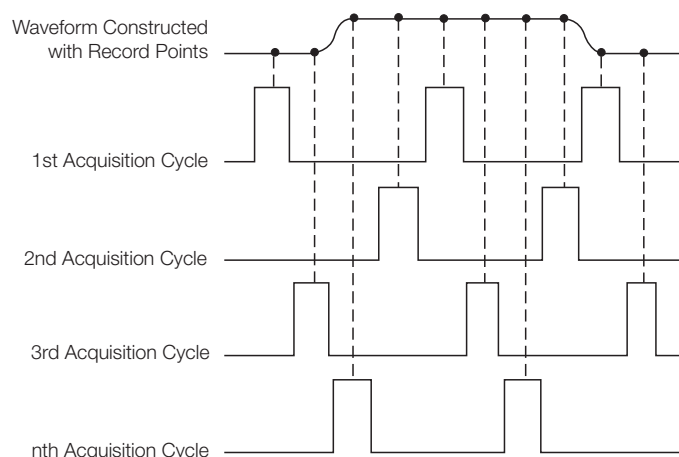 Waveform Constructed
with Record Points
1st Acquisition Cycle
2nd Acquisition Cycle
3rd Acquisition Cycle
nth Acquisition Cycle